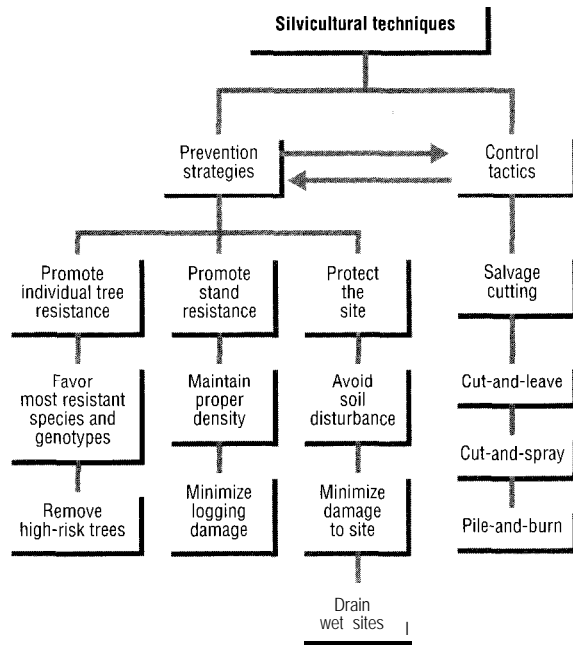 Silvicultural techniques
Prevention
strategies
Control
tactics
Promote
individual tree
resistance
Promote
stand
resistance
Protect
the
site
Salvage
cutting
Favor
most resistant
species and
genotypes
Maintain
proper
density
Avoid
soil
disturbance
Cut-and-leave
Cut-and-spray
Remove
high-risk trees
Minimize
logging
damage
Minimize
damage
to site
Pile-and-burn
Drain
wet sites